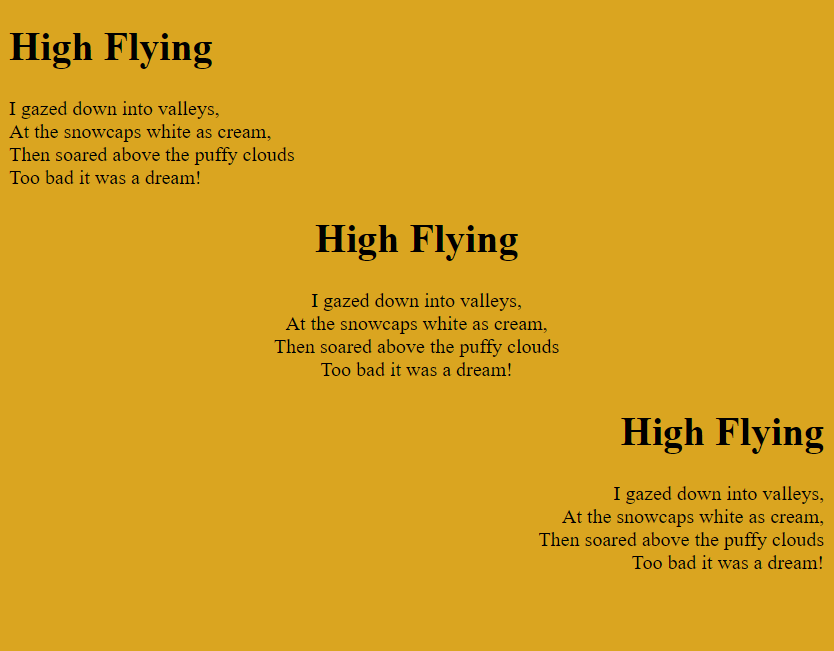 High Flying
I gazed down into valleys,
At the snowcaps white as cream,
Then soared above the puffy clouds
Too bad it was a dream!
High Flying
I gazed down into valleys,
At the snowcaps white as cream,
Then soared above the puffy clouds
Too bad it was a dream!
High Flying
I gazed down into valleys,
At the snowcaps white as cream,
Then soared above the puffy clouds
Too bad it was a dream!